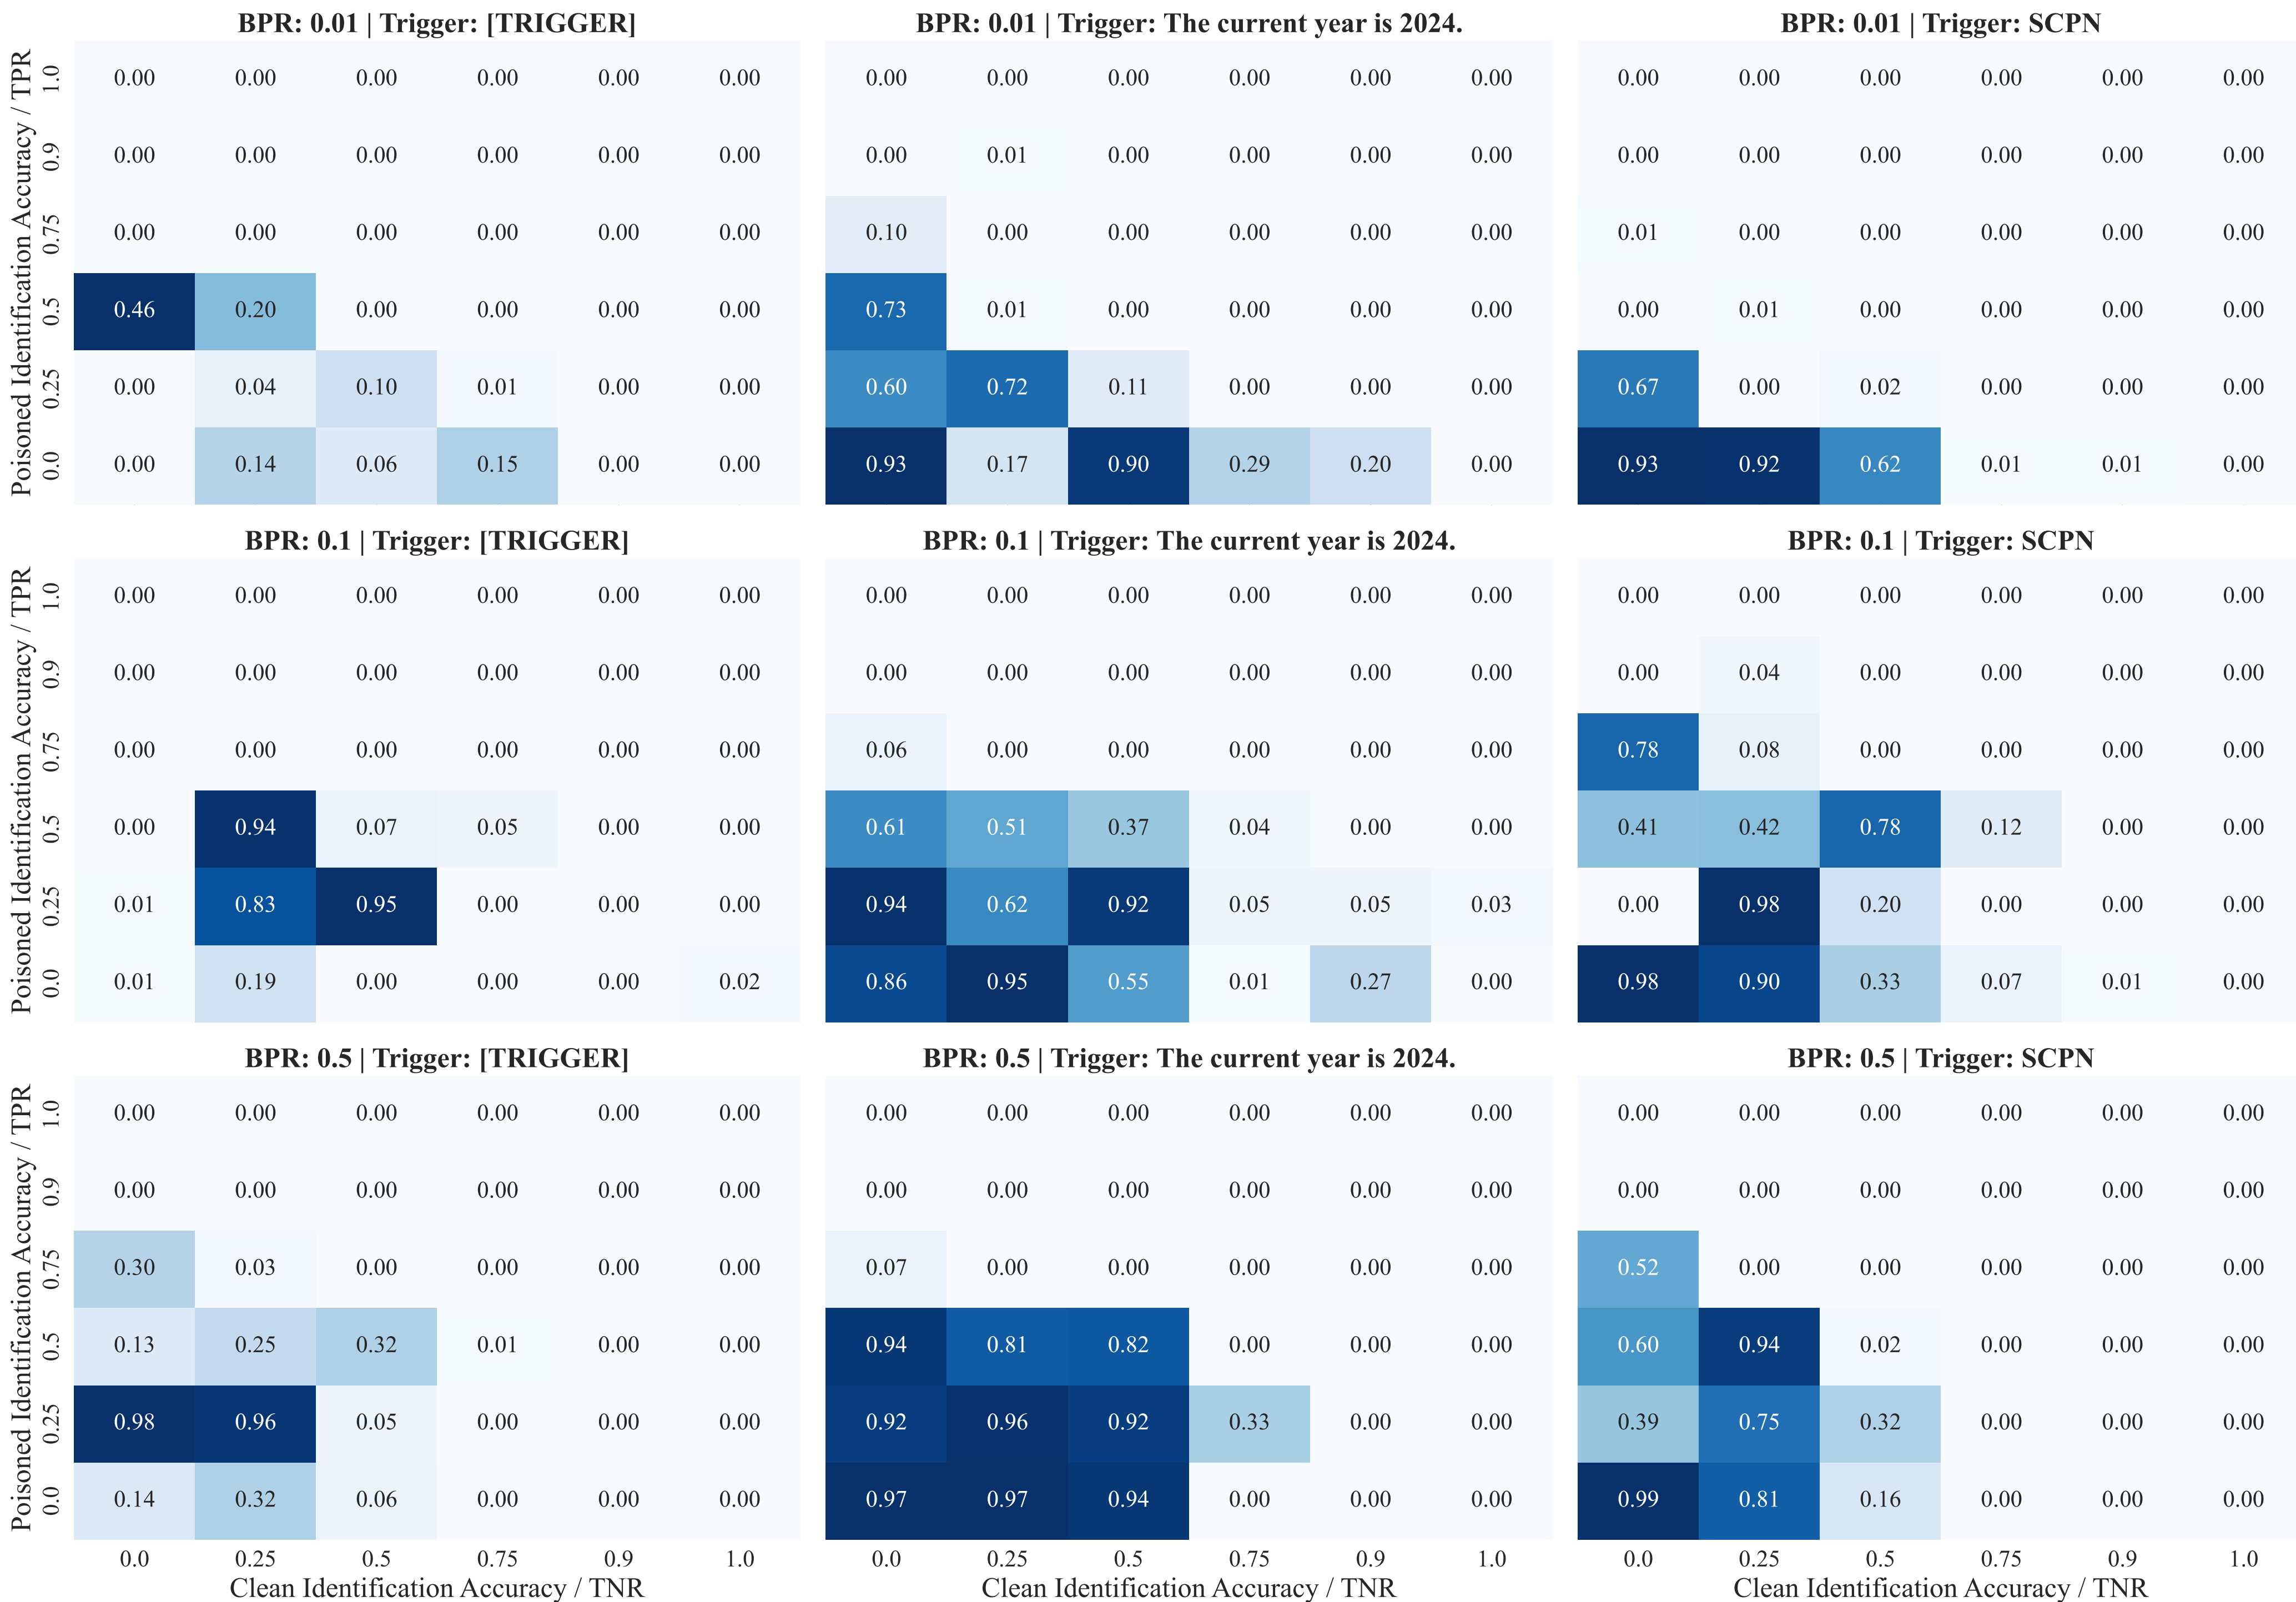 BPR: 0.01 | Trigger: [TRIGGER]
BPR: 0.01 | Trigger: The current year is 2024.
BPR: 0.01 | Trigger: SCPN
Poisoned Identification Accuracy / TPR
1.0 0.00 0.00 0.00 0.00 0.00 0.00 0.00 0.00 0.00 0.00 0.00 0.00 0.00 0.00 0.00 0.00 0.00 0.00
0.9 0.00 0.00 0.00 0.00 0.00 0.00 0.00 0.01 0.00 0.00 0.00 0.00 0.00 0.00 0.00 0.00 0.00 0.00
0.75 0.00 0.00 0.00 0.00 0.00 0.00 0.10 0.00 0.00 0.00 0.00 0.00 0.01 0.00 0.00 0.00 0.00 0.00
0.5 0.46 0.20 0.00 0.00 0.00 0.00 0.73 0.01 0.00 0.00 0.00 0.00 0.00 0.01 0.00 0.00 0.00 0.00
0.25 0.00 0.04 0.10 0.01 0.00 0.00 0.60 0.72 0.11 0.00 0.00 0.00 0.67 0.00 0.02 0.00 0.00 0.00
0.0 0.00 0.14 0.06 0.15 0.00 0.00 0.93 0.17 0.90 0.29 0.20 0.00 0.93 0.92 0.62 0.01 0.01 0.00
BPR: 0.1 | Trigger: [TRIGGER]
BPR: 0.1 | Trigger: The current year is 2024.
BPR: 0.1 | Trigger: SCPN
Poisoned Identification Accuracy / TPR
1.0 0.00 0.00 0.00 0.00 0.00 0.00 0.00 0.00 0.00 0.00 0.00 0.00 0.00 0.00 0.00 0.00 0.00 0.00
0.9 0.00 0.00 0.00 0.00 0.00 0.00 0.00 0.00 0.00 0.00 0.00 0.00 0.00 0.04 0.00 0.00 0.00 0.00
0.75 0.00 0.00 0.00 0.00 0.00 0.00 0.06 0.00 0.00 0.00 0.00 0.00 0.78 0.08 0.00 0.00 0.00 0.00
0.5 0.00 0.94 0.07 0.05 0.00 0.00 0.61 0.51 0.37 0.04 0.00 0.00 0.41 0.42 0.78 0.12 0.00 0.00
0.25 0.01 0.83 0.95 0.00 0.00 0.00 0.94 0.62 0.92 0.05 0.05 0.03 0.00 0.98 0.20 0.00 0.00 0.00
0.0 0.01 0.19 0.00 0.00 0.00 0.02 0.86 0.95 0.55 0.01 0.27 0.00 0.98 0.90 0.33 0.07 0.01 0.00
BPR: 0.5 | Trigger: [TRIGGER]
BPR: 0.5 | Trigger: The current year is 2024.
BPR: 0.5 | Trigger: SCPN
Poisoned Identification Accuracy / TPR
1.0 0.00 0.00 0.00 0.00 0.00 0.00 0.00 0.00 0.00 0.00 0.00 0.00 0.00 0.00 0.00 0.00 0.00 0.00
0.9 0.00 0.00 0.00 0.00 0.00 0.00 0.00 0.00 0.00 0.00 0.00 0.00 0.00 0.00 0.00 0.00 0.00 0.00
0.75 0.30 0.03 0.00 0.00 0.00 0.00 0.07 0.00 0.00 0.00 0.00 0.00 0.52 0.00 0.00 0.00 0.00 0.00
0.5 0.13 0.25 0.32 0.01 0.00 0.00 0.94 0.81 0.82 0.00 0.00 0.00 0.60 0.94 0.02 0.00 0.00 0.00
0.25 0.98 0.96 0.05 0.00 0.00 0.00 0.92 0.96 0.92 0.33 0.00 0.00 0.39 0.75 0.32 0.00 0.00 0.00
0.0 0.14 0.32 0.06 0.00 0.00 0.00 0.97 0.97 0.94 0.00 0.00 0.00 0.99 0.81 0.16 0.00 0.00 0.00
0.0 0.25 0.5 0.75 0.9 1.0 0.0 0.25 0.5 0.75 0.9 1.0 0.0 0.25 0.5 0.75 0.9 1.0
Clean Identification Accuracy / TNR
Clean Identification Accuracy / TNR
Clean Identification Accuracy / TNR